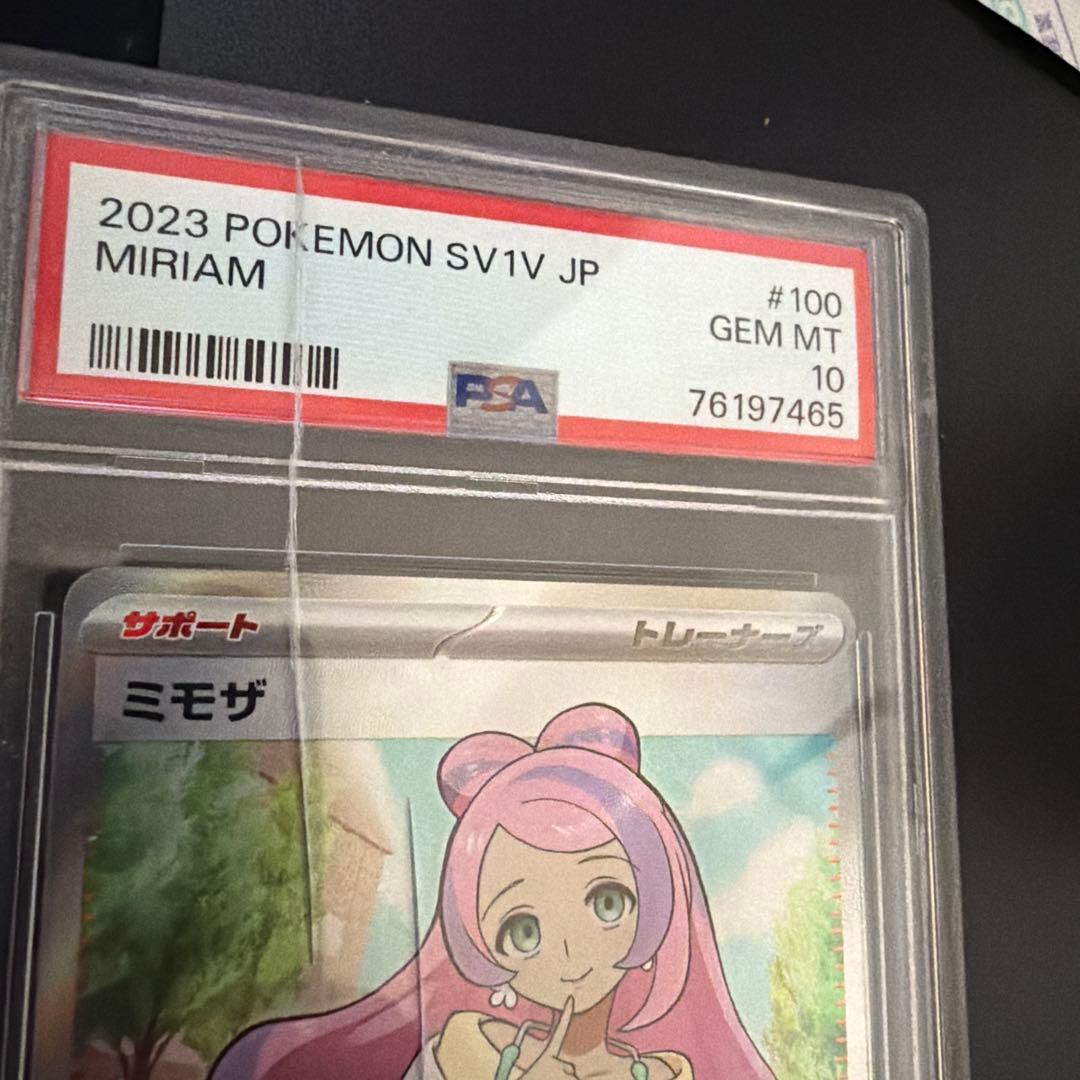 2023 POKEMON SV1V JP
MIRIAM
#100
GEM MT
10
76197465
PSA
サポート
トレーナーズ
ミモザ